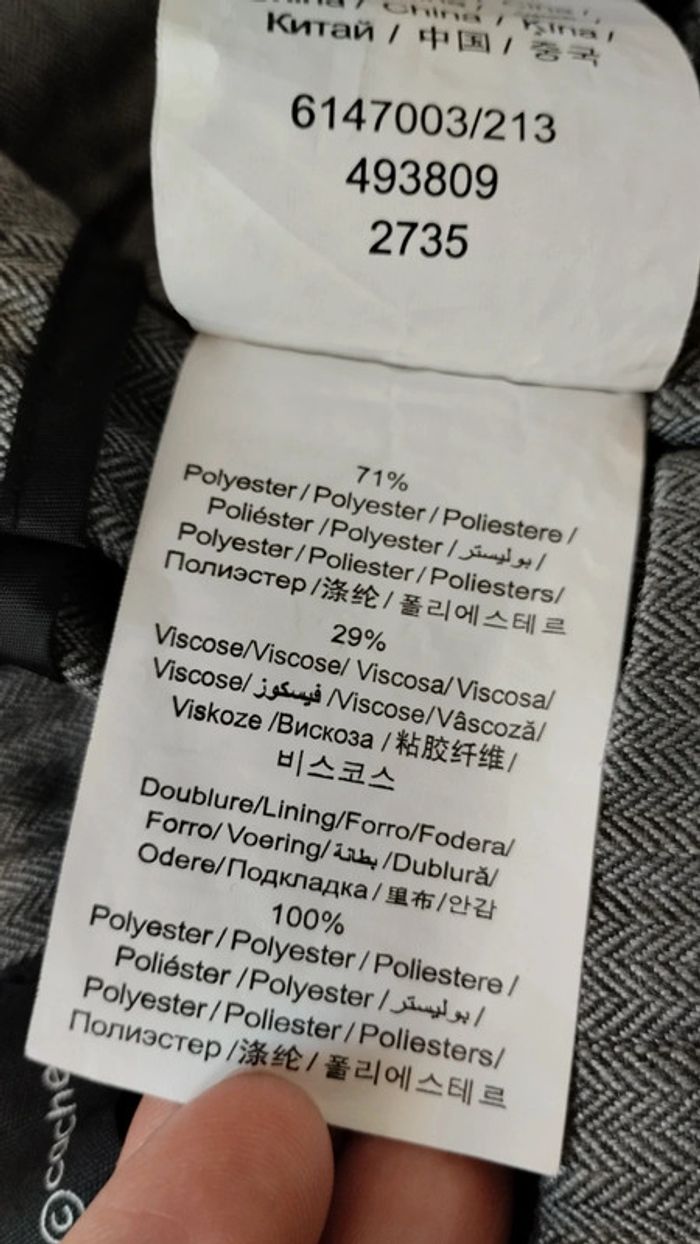 China / China / Kina /
Китай / 中国 / 중국
6147003/213
493809
2735
71%
Polyester / Polyester / Poliestere /
Poliéster / Polyester / بوليستر /
Polyester / Poliester / Poliesters/
Полиэстер /涤纶/ 폴리에스테르
29%
Viscose/Viscose/ Viscosa/ Viscosa/
Viscose/ فيسكوز /Viscose/Vâscoză/
Viskoze /Вискоза /粘胶纤维/
비스코스
Doublure/Lining/Forro/Fodera/
Forro/ Voering/ بطانة /Dublură/
Odere/Подкладка / 里布/안감
100%
Polyester / Polyester / Poliestere /
Poliéster / Polyester / بوليستر /
Polyester / Poliester / Poliesters/
Полиэстер /涤纶/ 폴리에스테르
cache